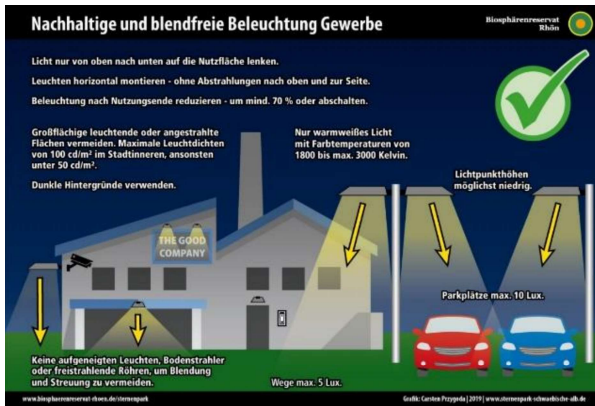 Nachhaltige und blendfreie Beleuchtung Gewerbe
Biosphärenreservat
Rhön
Licht nur von oben nach unten auf die Nutzfläche lenken.
Leuchten horizontal montieren - ohne Abstrahlungen nach oben und zur Seite.
Beleuchtung nach Nutzungsende reduzieren - um mind. 70 % oder abschalten.
Großflächige leuchtende oder angestrahlte
Flächen vermeiden. Maximale Leuchtdichten
von 100 cd/m² im Stadtinneren, ansonsten
unter 50 cd/m².
Dunkle Hintergründe verwenden.
Nur warmweißes Licht
mit Farbtemperaturen von
1800 bis max. 3000 Kelvin.
Lichtpunkthöhen
möglichst niedrig.
THE GOOD
COMPANY
Parkplätze max. 10 Lux.
Keine aufgeneigten Leuchten, Bodenstrahler
oder freistrahlende Röhren, um Blendung
und Streuung zu vermeiden.
Wege max. 5 Lux.
www.biosphaerenreservat-rhoen.de/sternenpark
Grafik: Carsten Przygoda | 2019 | www.sternenpark-schwaebische-alb.de